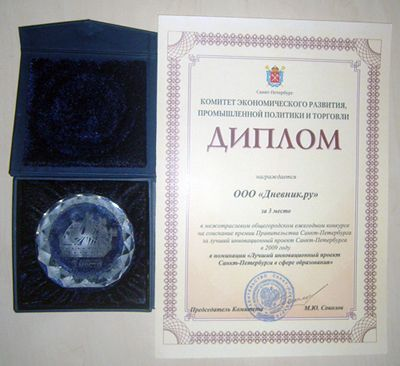 Санкт-Петербург
КОМИТЕТ ЭКОНОМИЧЕСКОГО РАЗВИТИЯ,
ПРОМЫШЛЕННОЙ ПОЛИТИКИ И ТОРГОВЛИ
ДИПЛОМ
награждается
ООО «Дневник.ру»
за 3 место
в межотраслевом общегородском ежегодном конкурсе
на соискание премии Правительства Санкт-Петербурга
за лучший инновационный проект Санкт-Петербурга
в 2009 году
в номинации «Лучший инновационный проект
Санкт-Петербурга в сфере образования»
Председатель Комитета М.Ю. Соколов